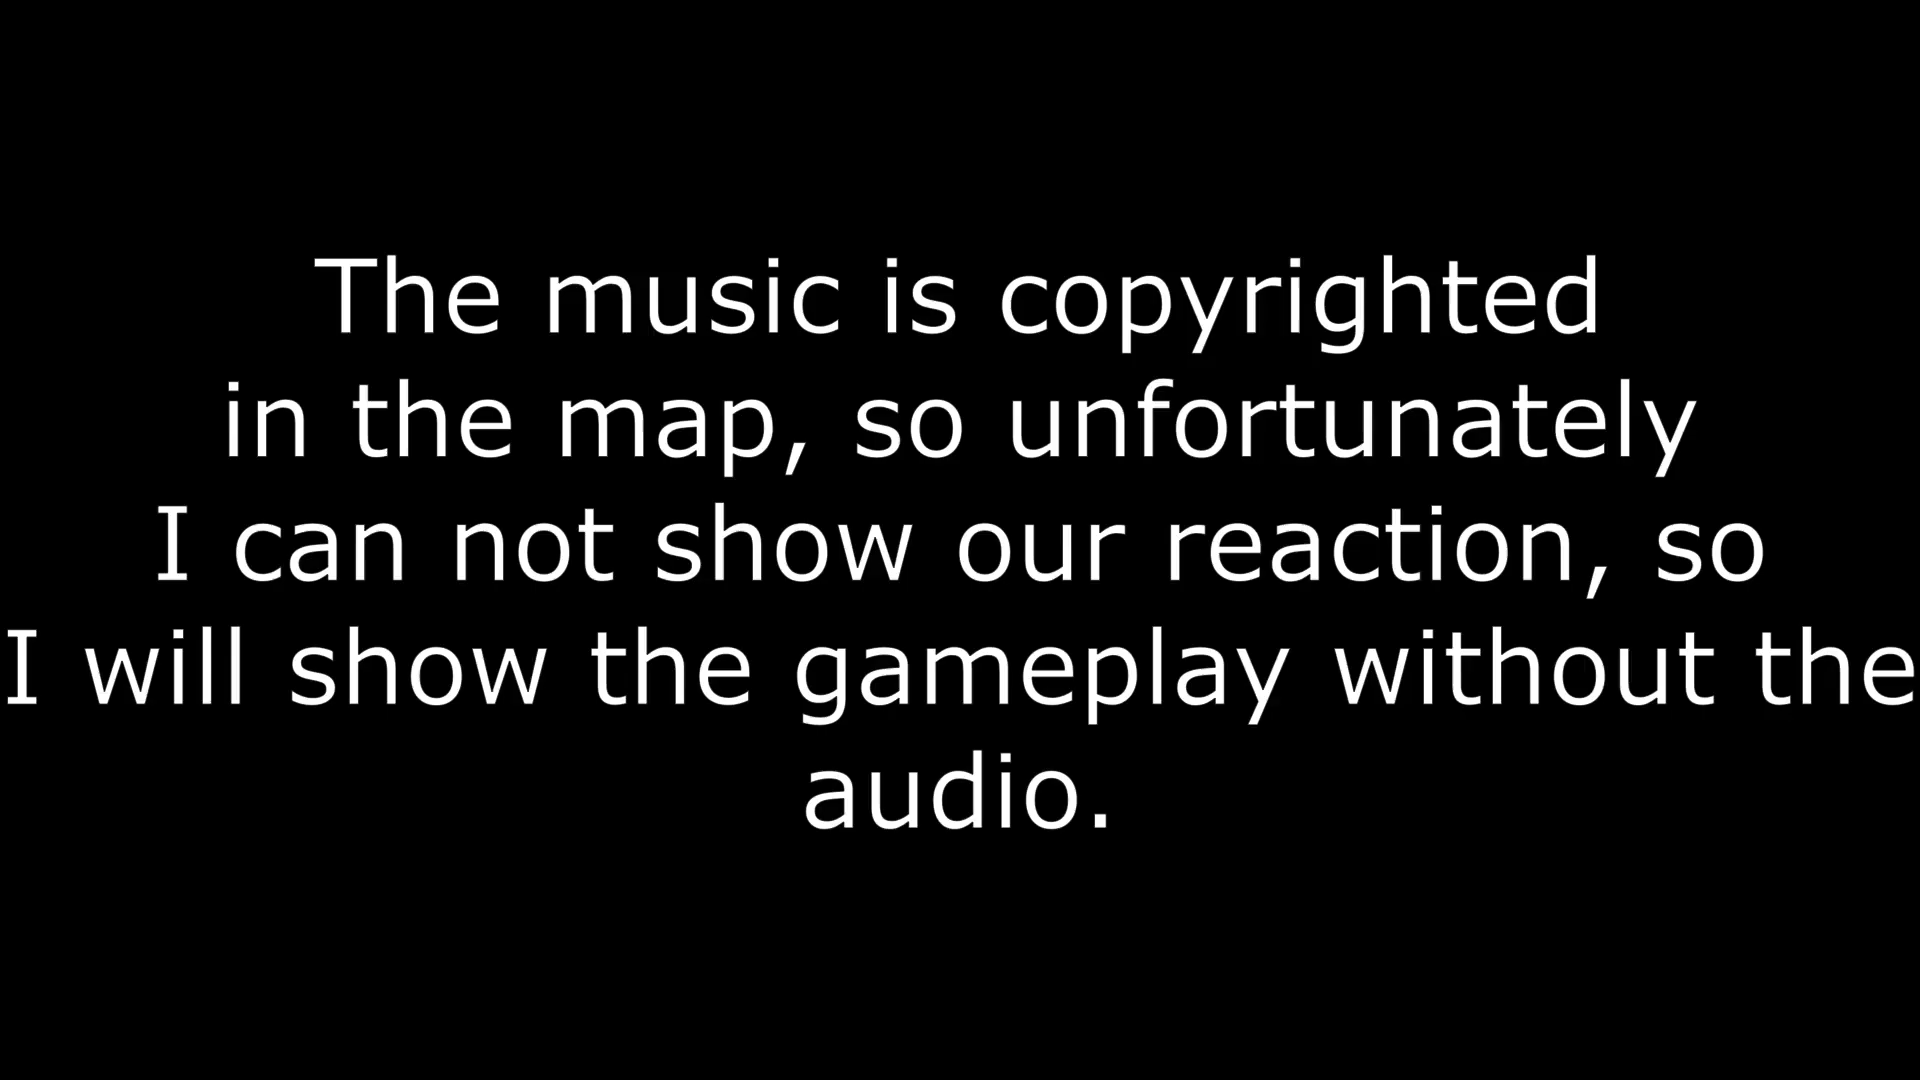 The music is copyrighted
in the map, so unfortunately
I can not show our reaction, so
I will show the gameplay without the
audio.